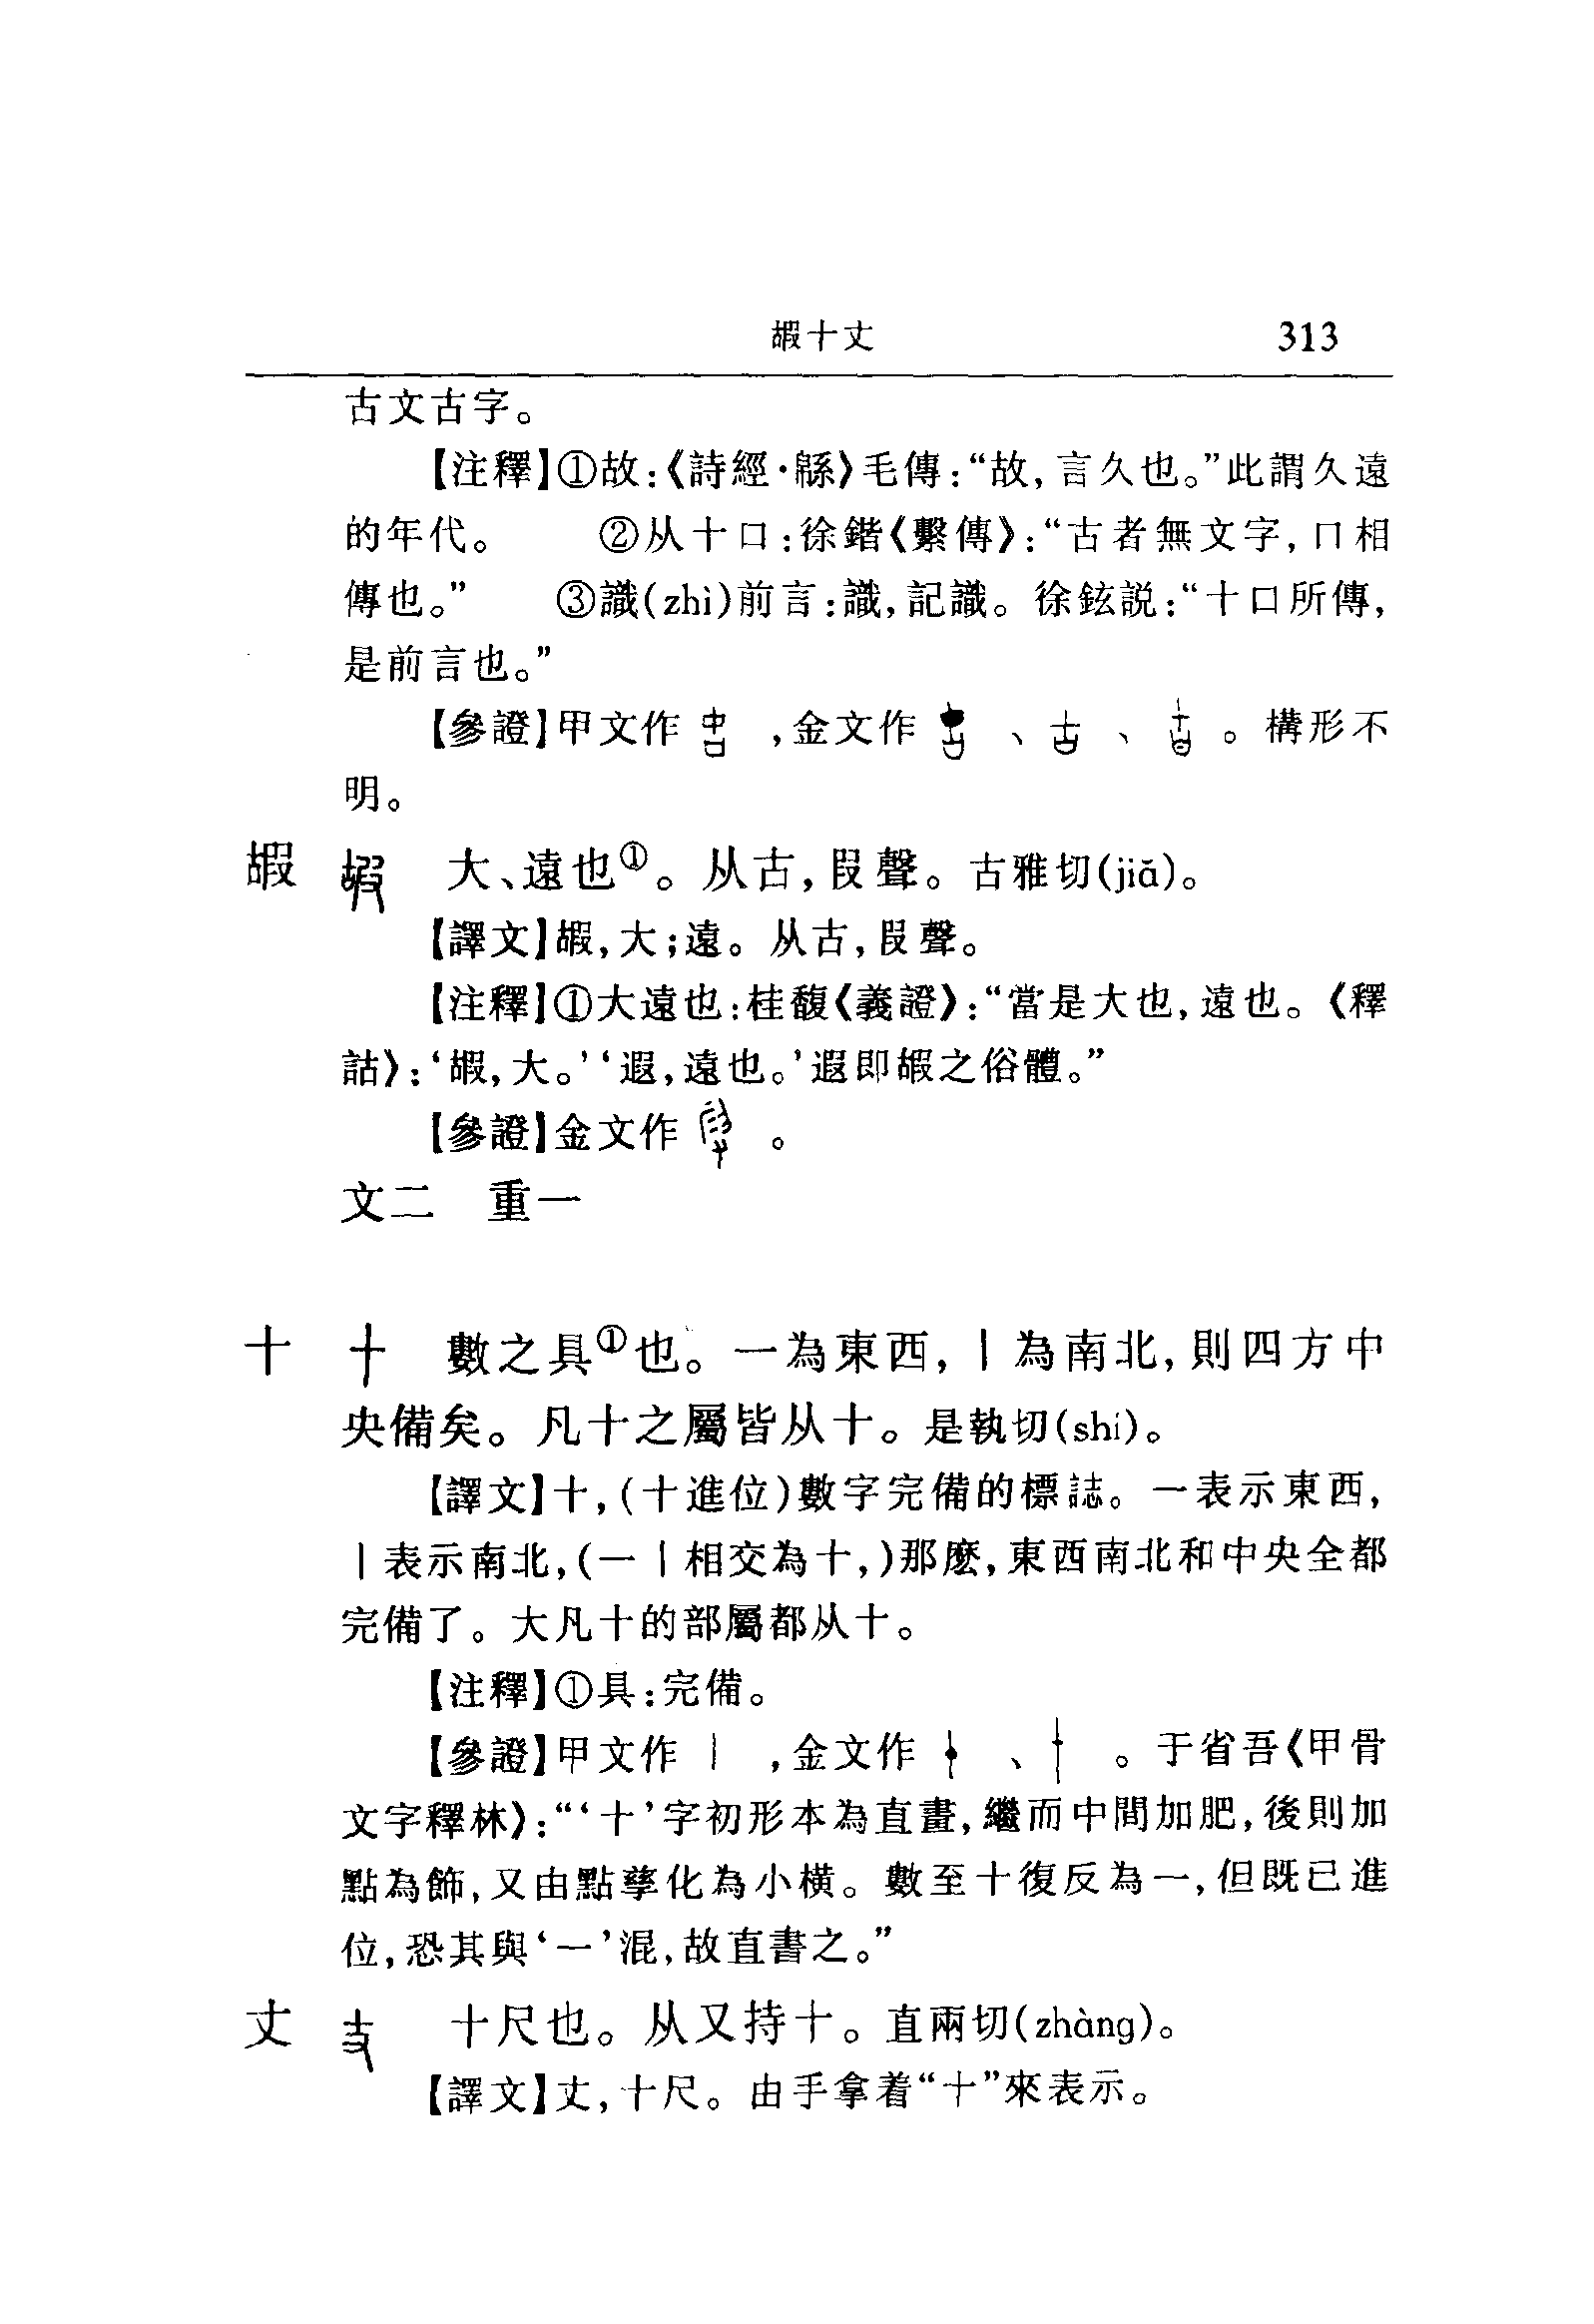 嘏十丈 313
古文古字。
【注釋】①故:《詩經·緜》毛傳:“故,言久也。”此謂久遠
的年代。 ②从十口:徐鍇《繫傳》:“古者無文字,口相
傳也。” ③識(zhì)前言:識,記識。徐鉉説:“十口所傳,
是前言也。”
【參證】甲文作 ,金文作 、 、 。構形不
明。
嘏 大、遠也①。从古,叚聲。古雅切(jiǎ)。
【譯文】嘏,大;遠。从古,叚聲。
【注釋】①大遠也:桂馥《義證》:“當是大也,遠也。《釋
詁》:‘嘏,大。’‘遐,遠也。’遐即嘏之俗體。”
【參證】金文作 。
文二 重一
十 數之具①也。一為東西,丨為南北,則四方中
央備矣。凡十之屬皆从十。是執切(shí)。
【譯文】十,(十進位)數字完備的標誌。一表示東西,
丨表示南北,(一丨相交為十,)那麽,東西南北和中央全都
完備了。大凡十的部屬都从十。
【注釋】①具:完備。
【參證】甲文作 ,金文作 、 。于省吾《甲骨
文字釋林》:“‘十’字初形本為直畫,繼而中間加肥,後則加
點為飾,又由點孳化為小橫。數至十復反為一,但既已進
位,恐其與‘一’混,故直書之。”
丈 十尺也。从又持十。直兩切(zhàng)。
【譯文】丈,十尺。由手拿着“十”來表示。